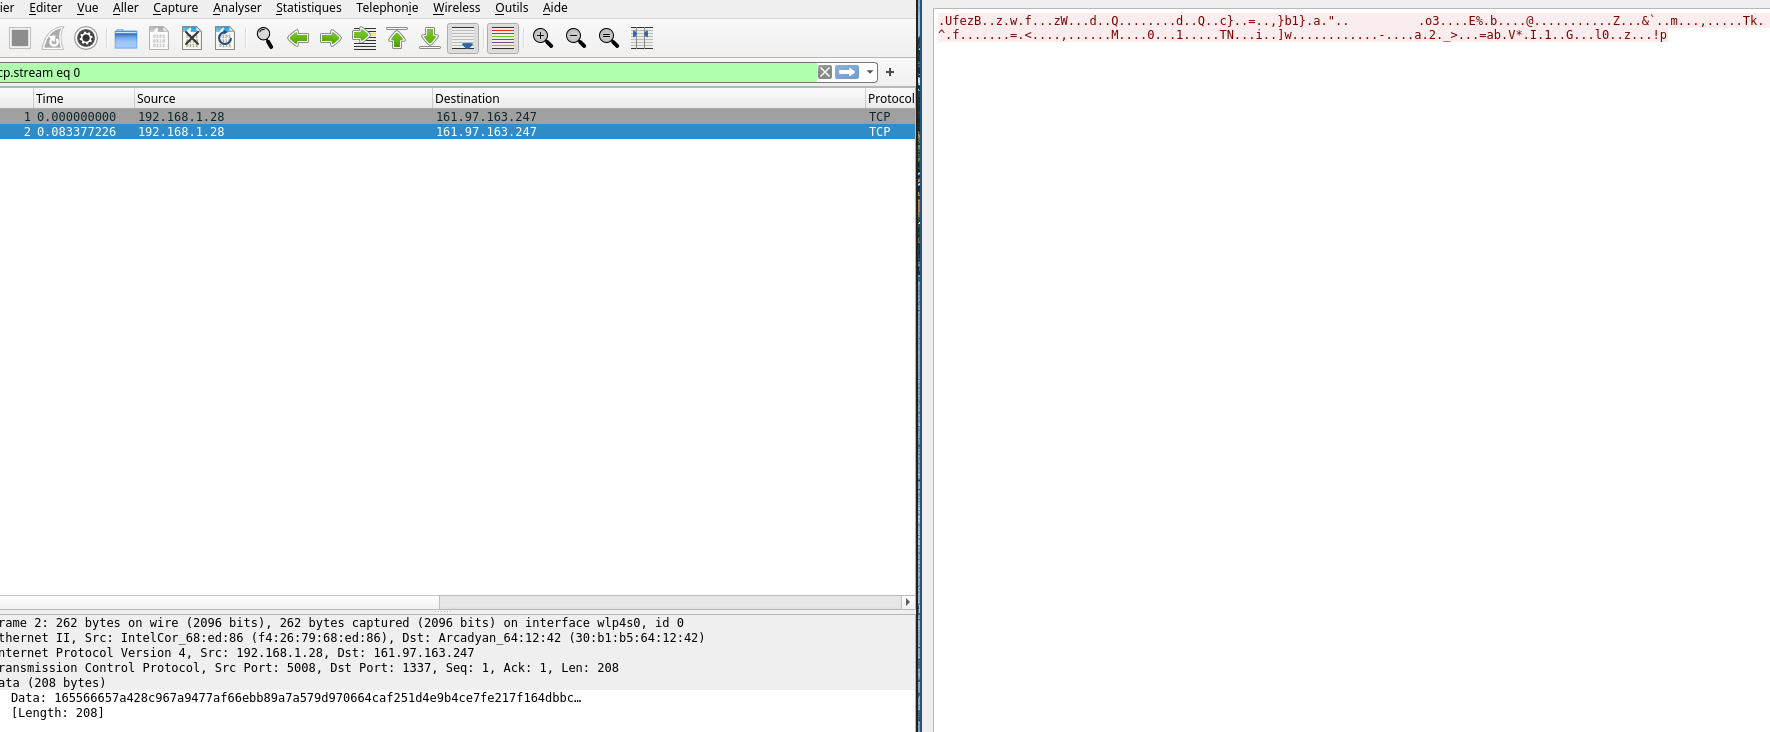 ier Editer Vue Aller Capture Analyser Statistiques Telephonie Wireless Outils Aide
cp.stream eq 0
Time Source Destination Protocol
1 0.000000000 192.168.1.28 161.97.163.247 TCP
2 0.083377226 192.168.1.28 161.97.163.247 TCP
rame 2: 262 bytes on wire (2096 bits), 262 bytes captured (2096 bits) on interface wlp4s0, id 0
thernet II, Src: IntelCor_68:ed:86 (f4:26:79:68:ed:86), Dst: Arcadyan_64:12:42 (30:b1:b5:64:12:42)
nternet Protocol Version 4, Src: 192.168.1.28, Dst: 161.97.163.247
ransmission Control Protocol, Src Port: 5008, Dst Port: 1337, Seq: 1, Ack: 1, Len: 208
ata (208 bytes)
Data: 165566657a428c967a9477af66ebb89a7a579d970664caf251d4e9b4ce7fe217f164dbbc…
[Length: 208]
.UfezB..z.w.f...zW...d..Q........d..Q..c}..=..,}b1}.a."..	.o3....E%.b....@...........Z...&`..m...,.....Tk.
^.f.......=.<....,......M....0...1.....TN...i..]w............-....a.2._>...=ab.V*.I.1..G...l0..z...!p